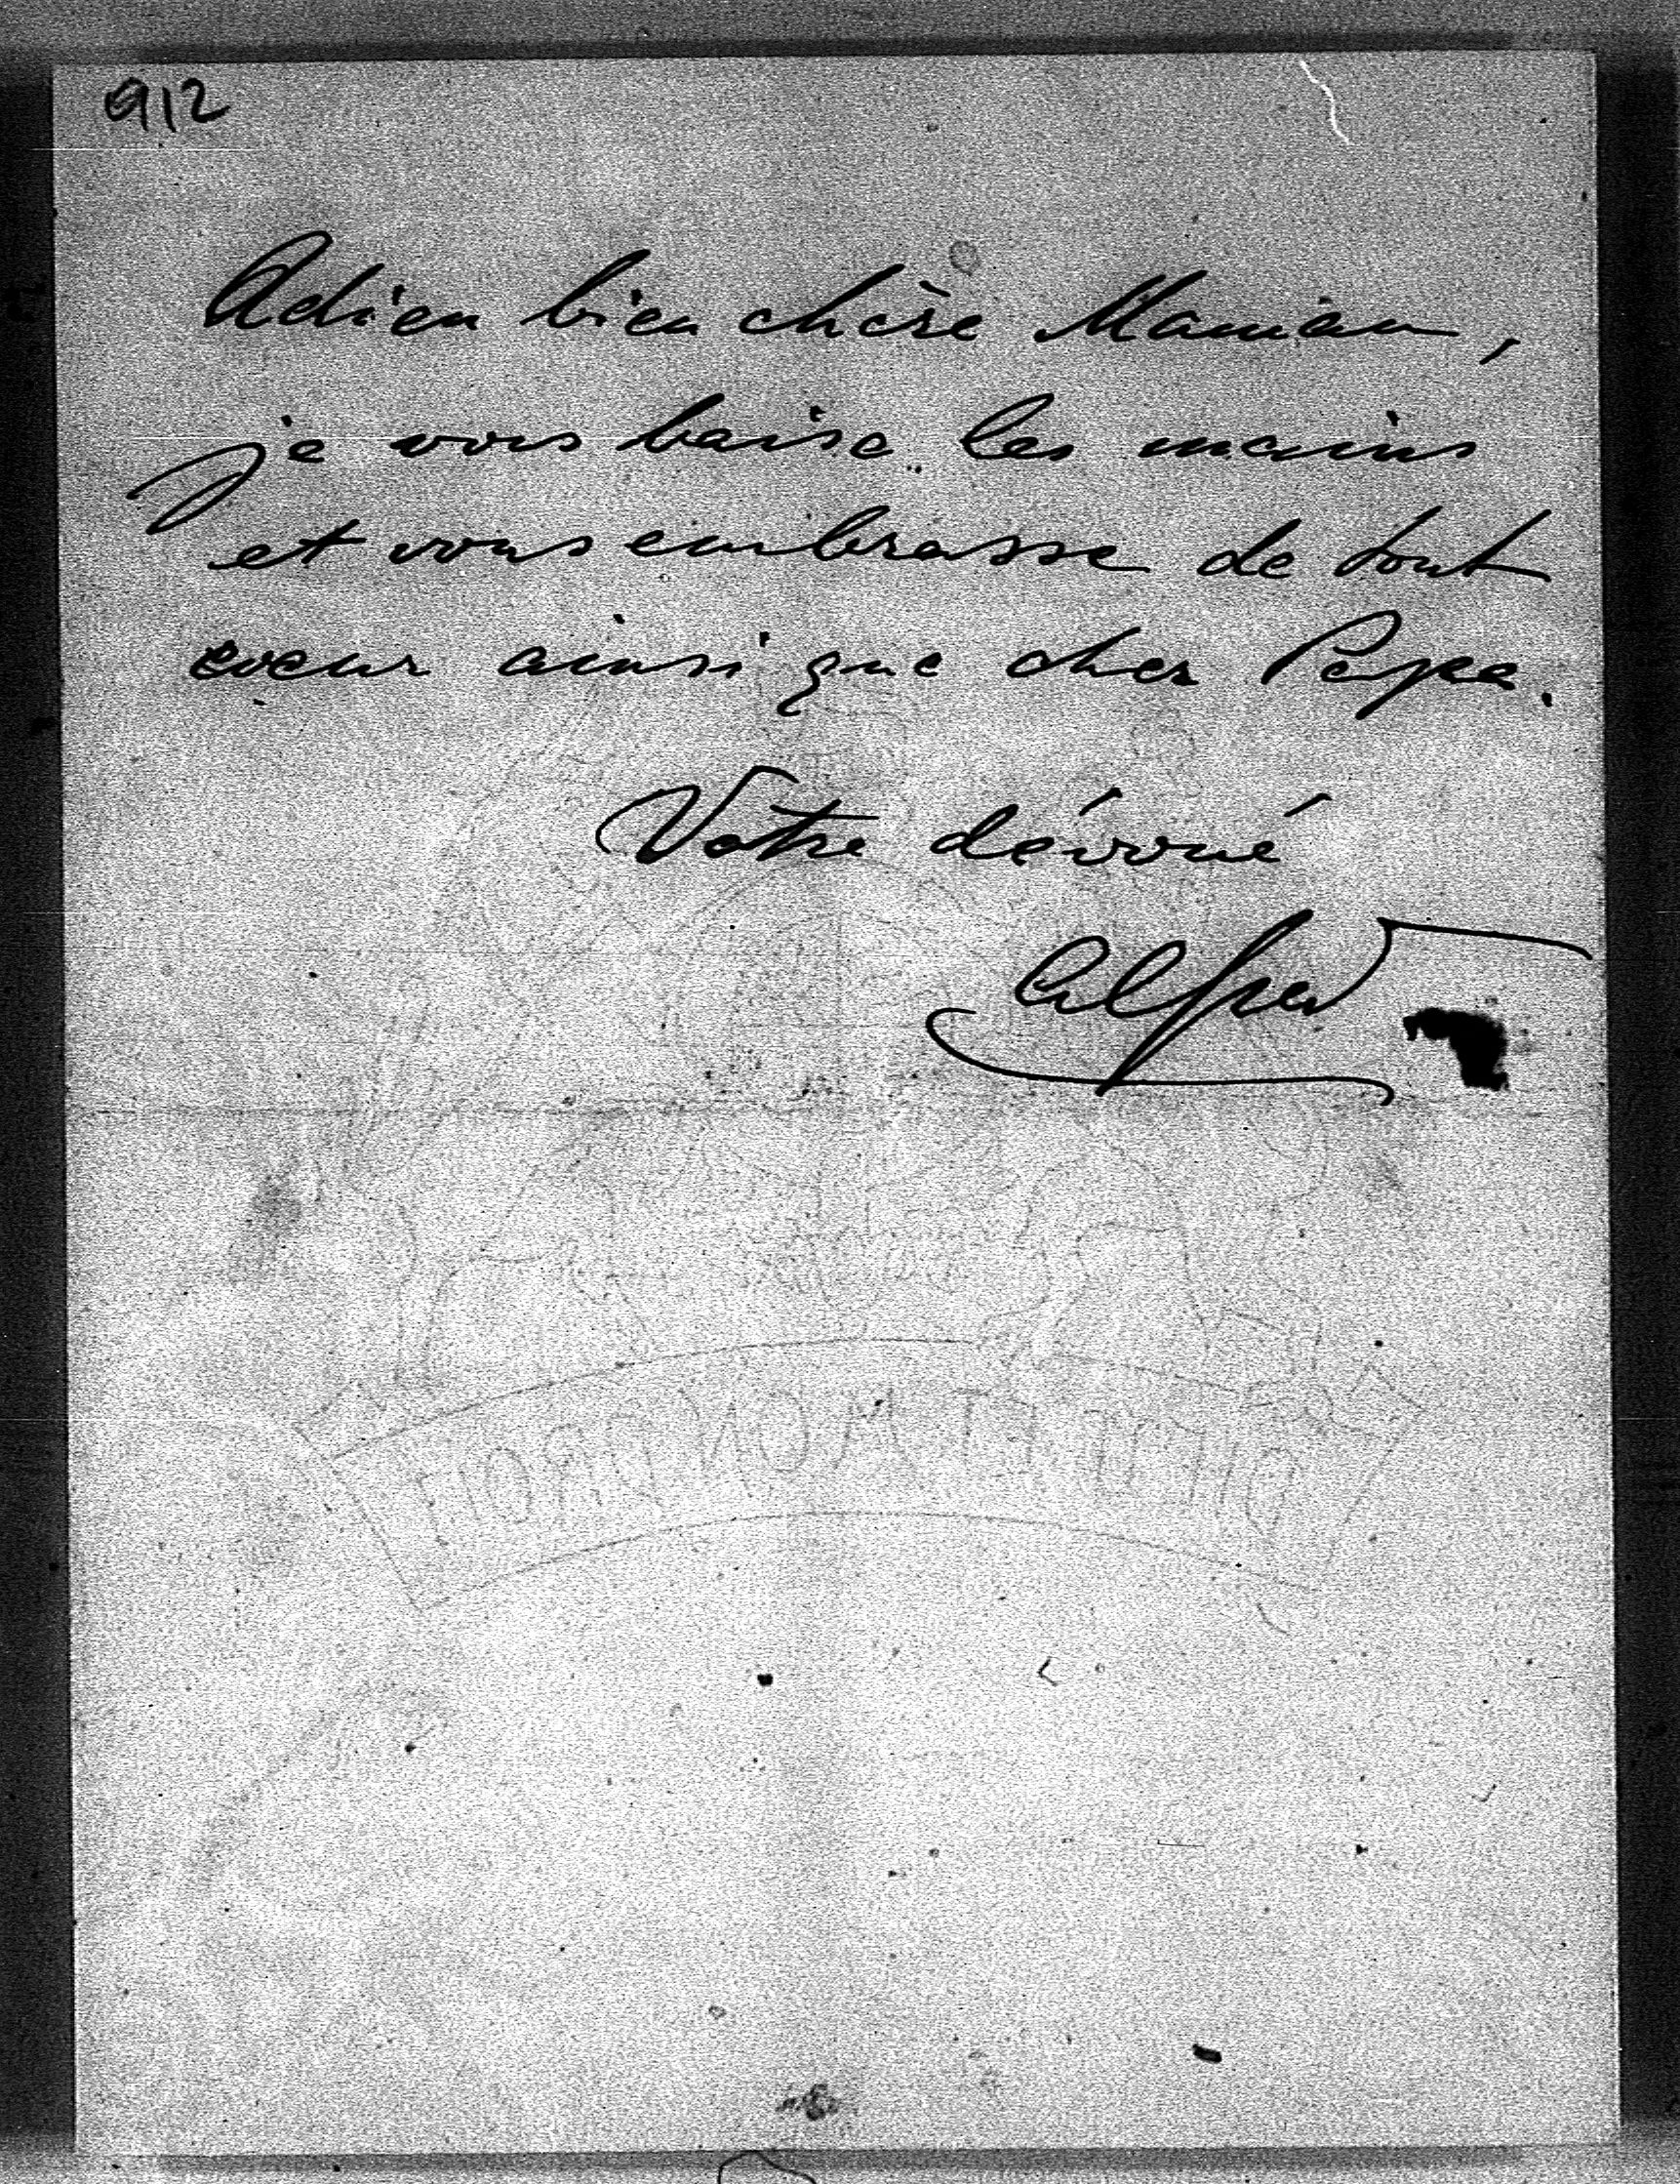 912
Adieu bien chère Maman,
je vous baise les mains
et vous embrasse de tout
coeur ainsi que cher Papa.
Votre dévoué
Alfred